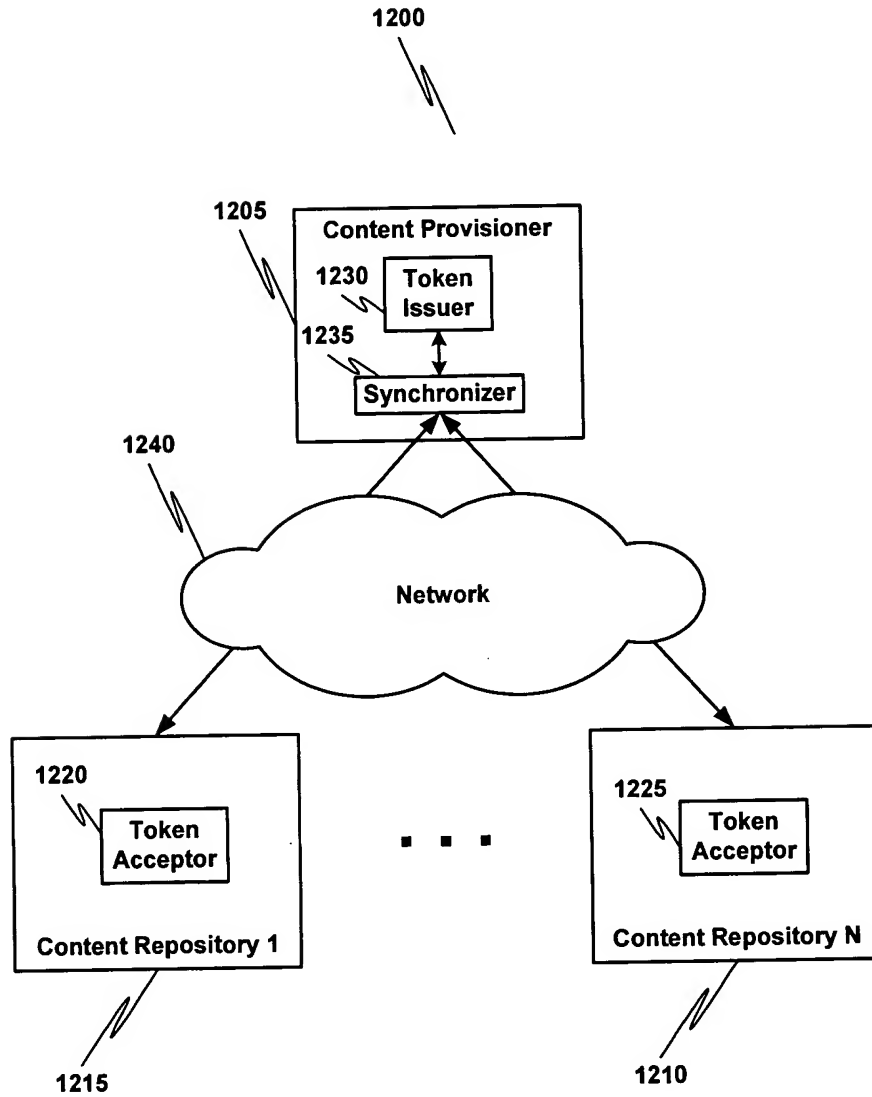 1200
1205
Content Provisioner
1230
Token
Issuer
1235
Synchronizer
1240
Network
1220
Token
Acceptor
Content Repository 1
1215
1225
Token
Acceptor
Content Repository N
1210